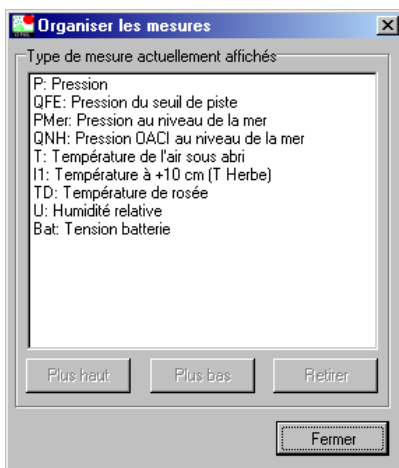 Organiser les mesures
Type de mesure actuellement affichés
P: Pression
QFE: Pression du seuil de piste
PMer: Pression au niveau de la mer
QNH: Pression OACI au niveau de la mer
T: Température de l'air sous abri
I1: Température à +10 cm (T Herbe)
TD: Température de rosée
U: Humidité relative
Bat: Tension batterie
Plus haut
Plus bas
Retirer
Fermer